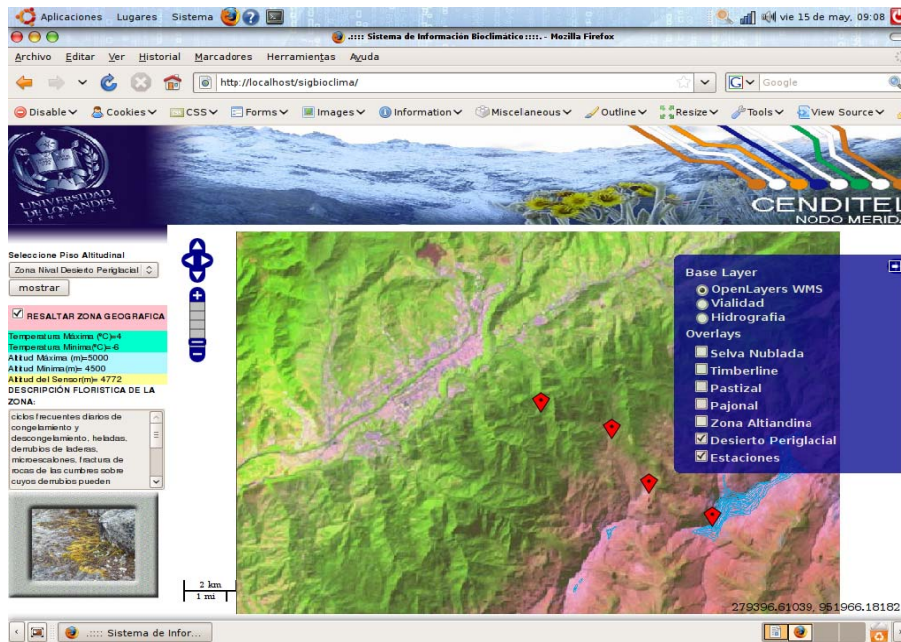 Aplicaciones Lugares Sistema
vie 15 de may, 09:08
.:::: Sistema de Información Bioclimático ::::. - Mozilla Firefox
Archivo Editar Ver Historial Marcadores Herramientas Ayuda
http://localhost/sigbioclima/
Google
Disable Cookies CSS Forms Images Information Miscellaneous Outline Resize Tools View Source
UNIVERSIDAD
DE LOS ANDES
VENEZUELA
CENDITEL
NODO MERIDA
Seleccione Piso Altitudinal
Zona Nival Desierto Periglacial
mostrar
RESALTAR ZONA GEOGRAFICA
Temperatura Máxima (ºC)=4
Temperatura Minima(ºC)=-6
Altitud Máxima (m)=5000
Altitud Minima(m)= 4500
Altitud del Sensor(m)= 4772
DESCRIPCIÓN FLORISTICA DE LA
ZONA:
ciclos frecuentes diarios de
congelamiento y
descongelamiento, heladas,
derrubios de laderas,
microescalones, fractura de
rocas de las cumbres sobre
cuyos derrubios pueden
Base Layer
OpenLayers WMS
Vialidad
Hidrografia
Overlays
Selva Nublada
Timberline
Pastizal
Pajonal
Zona Altiandina
Desierto Periglacial
Estaciones
2 km
1 mi
279396.61039, 951966.18182
.:::: Sistema de Infor...